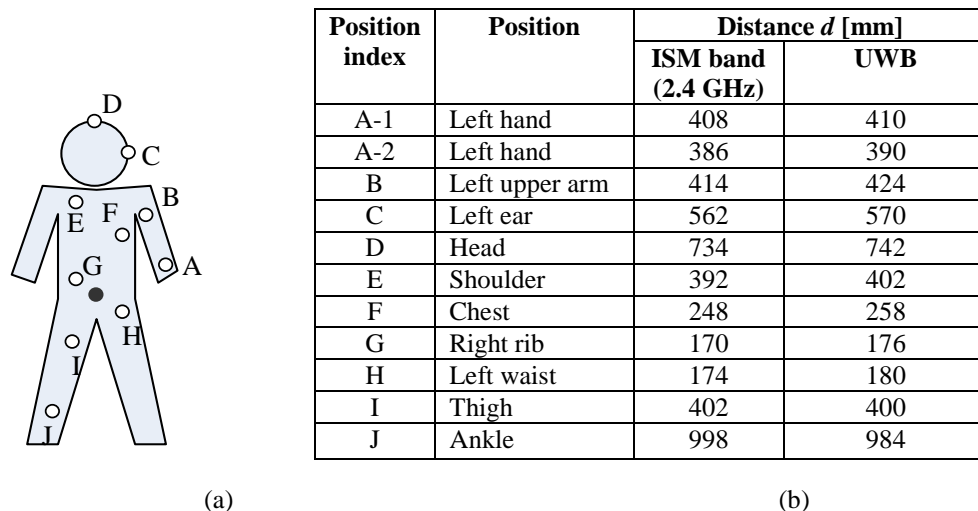 D
C
B
E
F
A
G
H
I
J
(a)
Position index Position Distance d [mm]
ISM band (2.4 GHz) UWB
A-1 Left hand 408 410
A-2 Left hand 386 390
B Left upper arm 414 424
C Left ear 562 570
D Head 734 742
E Shoulder 392 402
F Chest 248 258
G Right rib 170 176
H Left waist 174 180
I Thigh 402 400
J Ankle 998 984
(b)